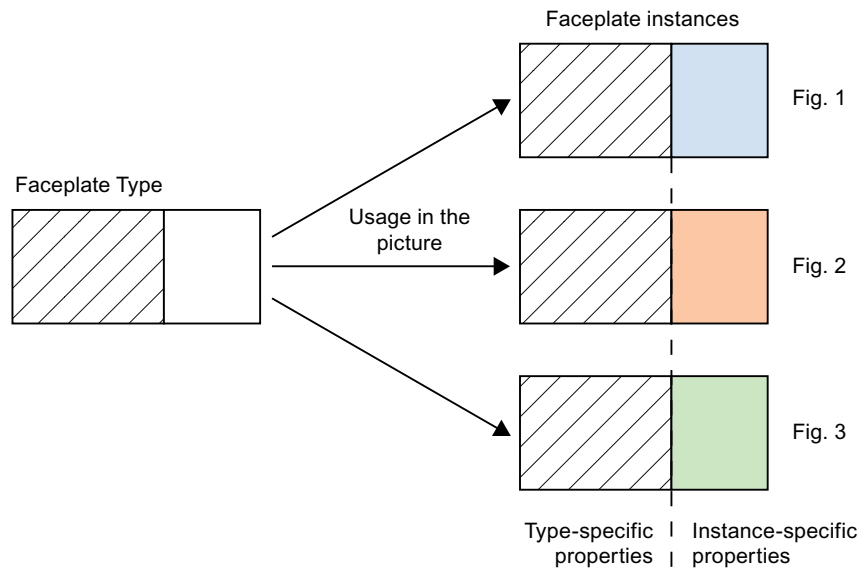 Faceplate instances
Fig. 1
Faceplate Type
Usage in the
picture
Fig. 2
Fig. 3
Type-specific
properties
Instance-specific
properties